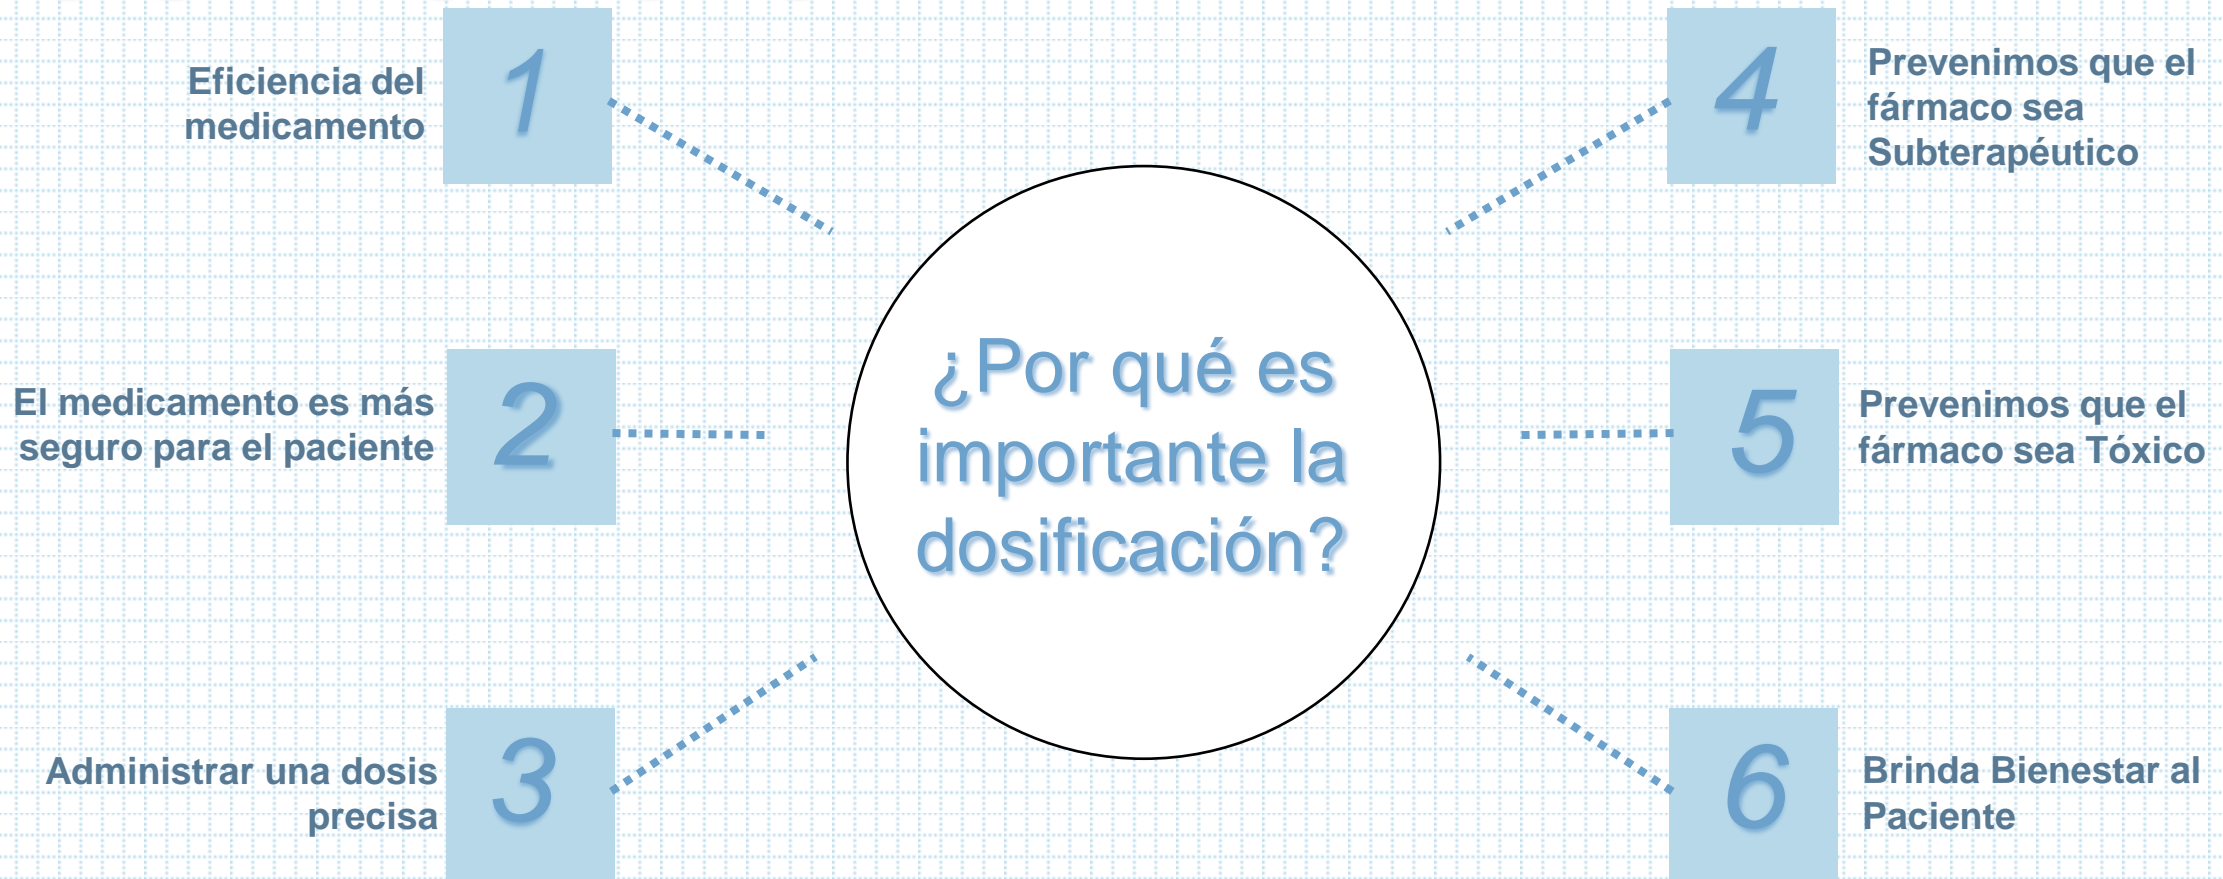 1
Eficiencia del
medicamento
2
El medicamento es más
seguro para el paciente
3
Administrar una dosis
precisa
¿Por qué es
importante la
dosificación?
4
Prevenimos que el
fármaco sea
Subterapéutico
5
Prevenimos que el
fármaco sea Tóxico
6
Brinda Bienestar al
Paciente